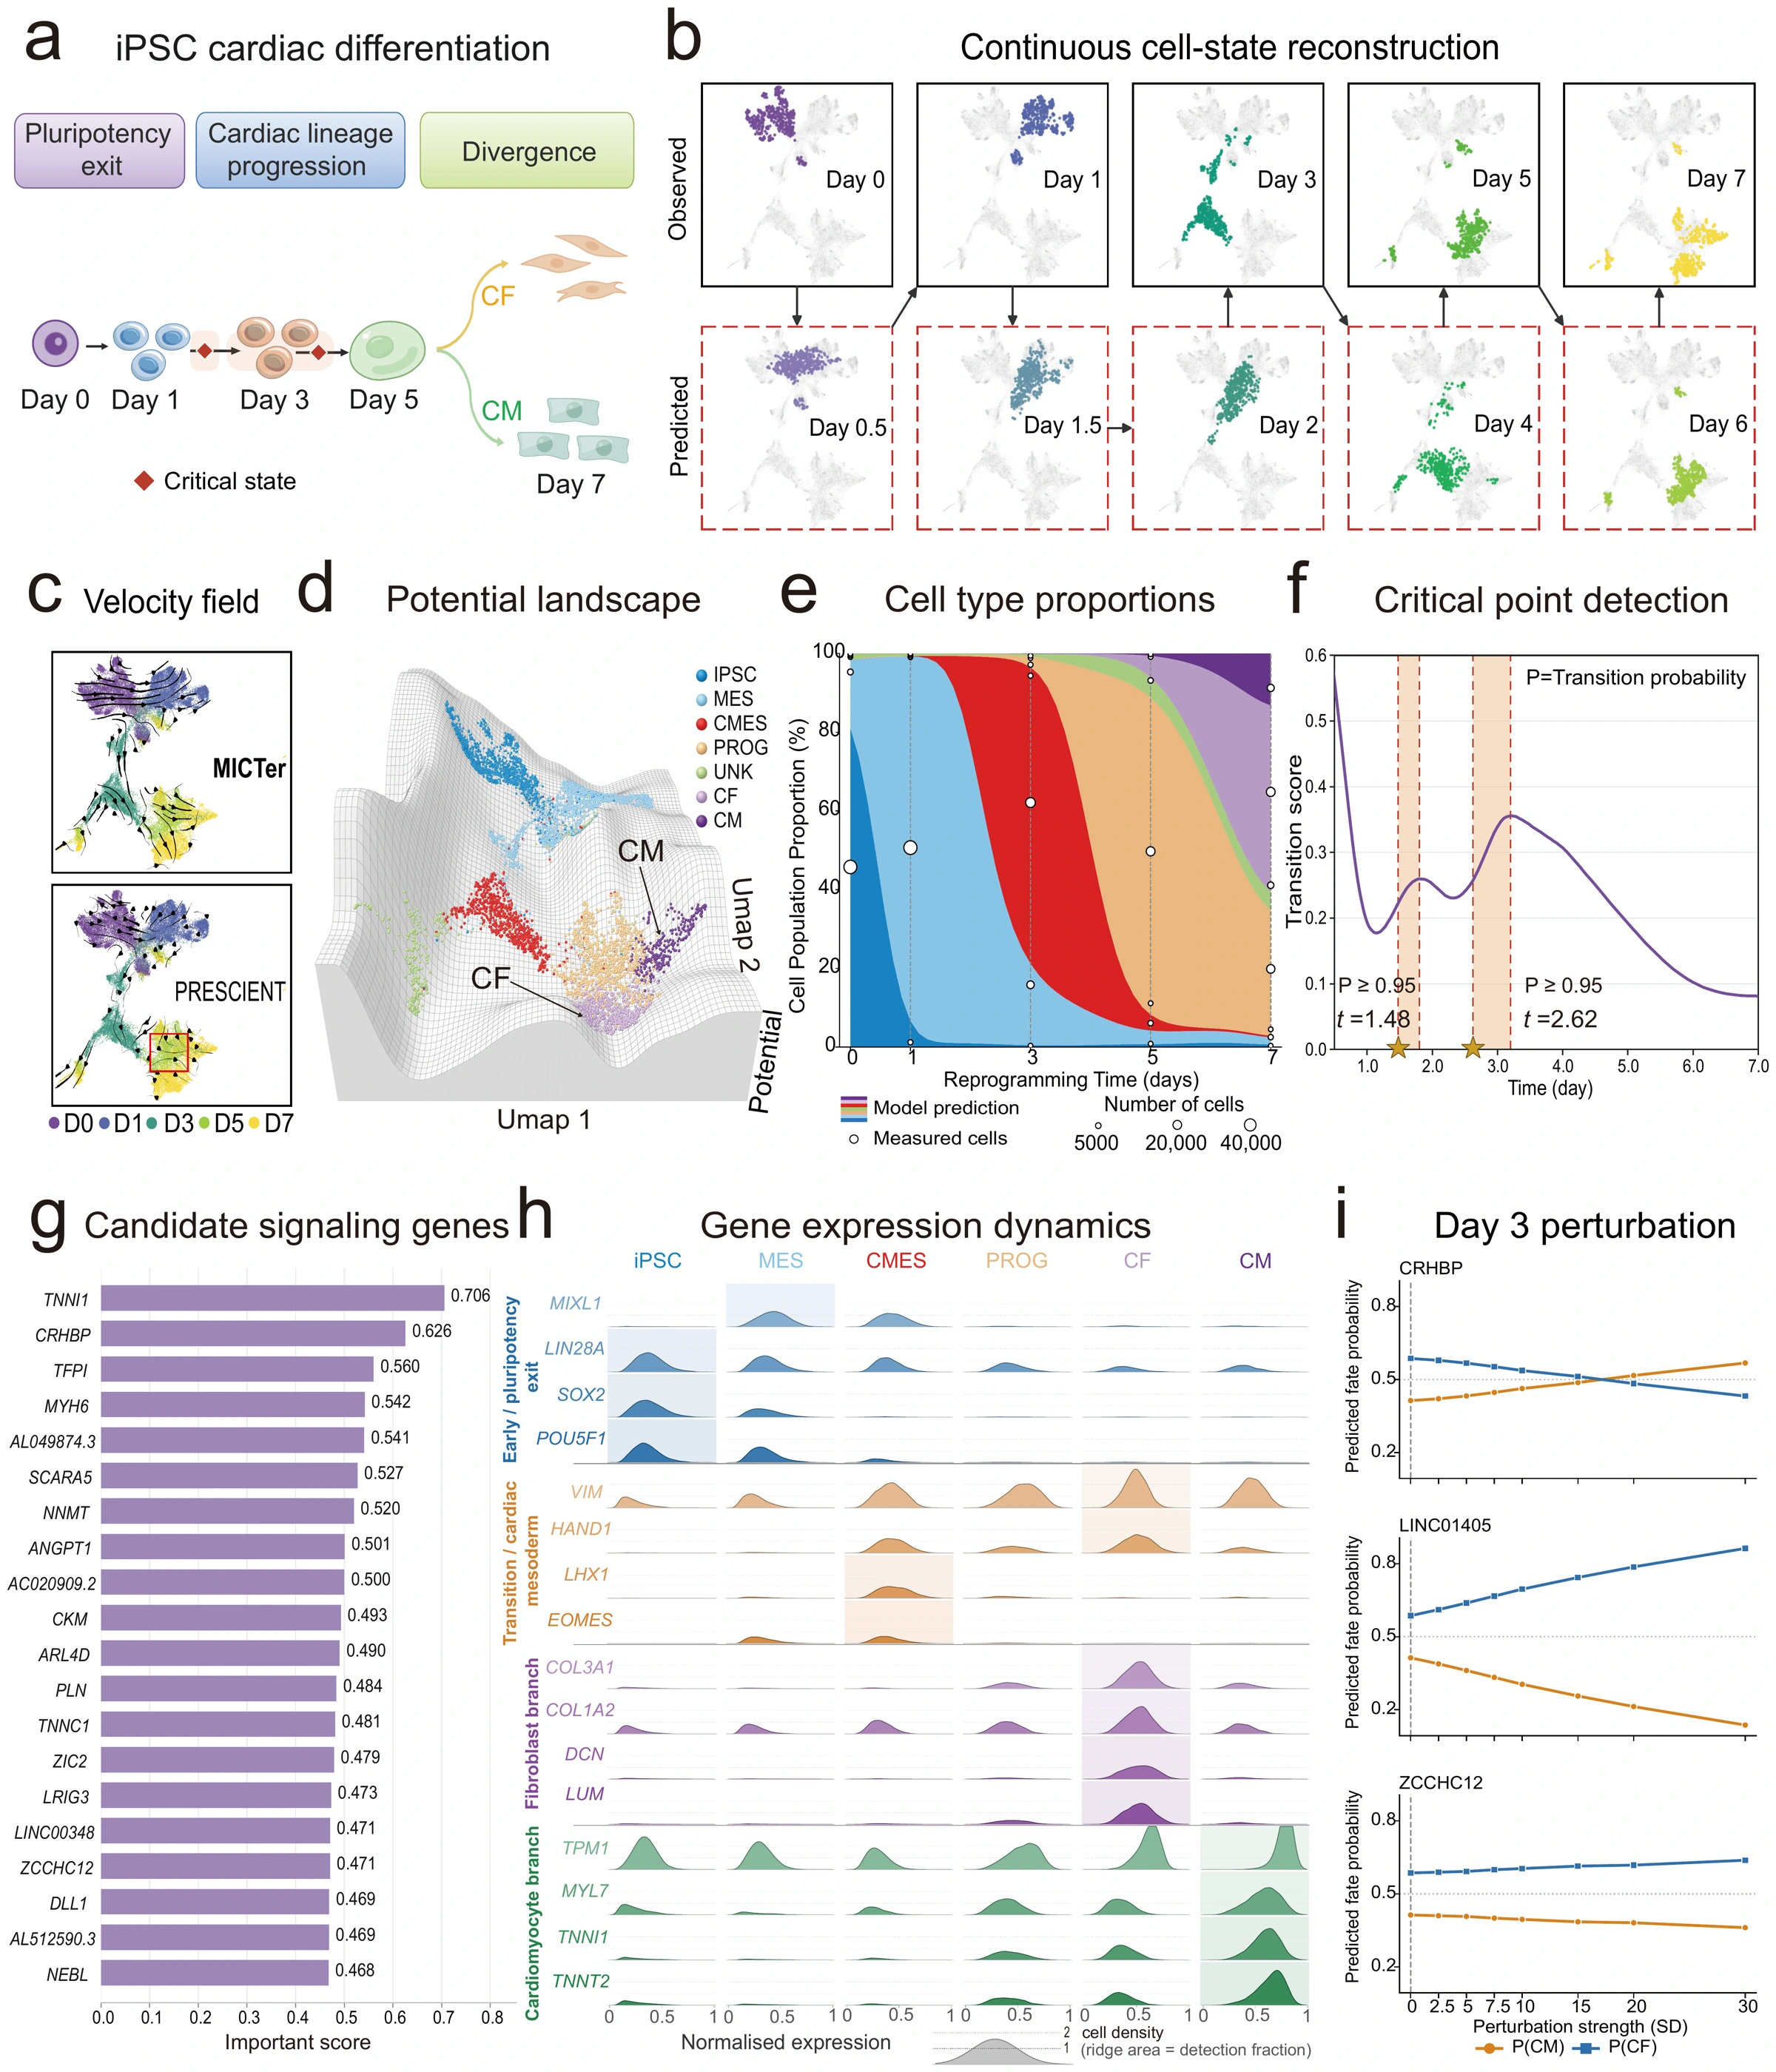 a iPSC cardiac differentiation
Pluripotency
exit
Cardiac lineage
progression
Divergence
CF
CM
Day 0
Day 1
Day 3
Day 5
Day 7
Critical state
b Continuous cell-state reconstruction
Observed
Day 0
Day 1
Day 3
Day 5
Day 7
Predicted
Day 0.5
Day 1.5
Day 2
Day 4
Day 6
c Velocity field
MICTer
PRESCIENT
D0 D1 D3 D5 D7
d Potential landscape
IPSC
MES
CMES
PROG
UNK
CF
CM
CM
CF
Umap 1
Umap 2
Potential
e Cell type proportions
Cell Population Proportion (%)
100
80
60
40
20
0
0 1 3 5 7
Reprogramming Time (days)
Model prediction
Measured cells
Number of cells
5000 20,000 40,000
f Critical point detection
P=Transition probability
Transition score
0.6
0.5
0.4
0.3
0.2
0.1
0.0
P ≥ 0.95
t =1.48
P ≥ 0.95
t =2.62
1.0 2.0 3.0 4.0 5.0 6.0 7.0
Time (day)
g Candidate signaling genes
TNNI1 0.706
CRHBP 0.626
TFPI 0.560
MYH6 0.542
AL049874.3 0.541
SCARA5 0.527
NNMT 0.520
ANGPT1 0.501
AC020909.2 0.500
CKM 0.493
ARL4D 0.490
PLN 0.484
TNNC1 0.481
ZIC2 0.479
LRIG3 0.473
LINC00348 0.471
ZCCHC12 0.471
DLL1 0.469
AL512590.3 0.469
NEBL 0.468
0.0 0.1 0.2 0.3 0.4 0.5 0.6 0.7 0.8
Important score
h Gene expression dynamics
iPSC MES CMES PROG CF CM
Early / pluripotency
exit
MIXL1
LIN28A
SOX2
POU5F1
Transition / cardiac
mesoderm
VIM
HAND1
LHX1
EOMES
Fibroblast branch
COL3A1
COL1A2
DCN
LUM
Cardiomyocyte branch
TPM1
MYL7
TNNI1
TNNT2
0 0.5 1 0 0.5 1 0 0.5 1 0 0.5 1 0 0.5 1 0 0.5 1
Normalised expression
2 cell density
1 (ridge area = detection fraction)
i Day 3 perturbation
CRHBP
Predicted fate probability
0.8
0.5
0.2
LINC01405
Predicted fate probability
0.8
0.5
0.2
ZCCHC12
Predicted fate probability
0.8
0.5
0.2
0 2.5 5 7.5 10 15 20 30
Perturbation strength (SD)
P(CM) P(CF)